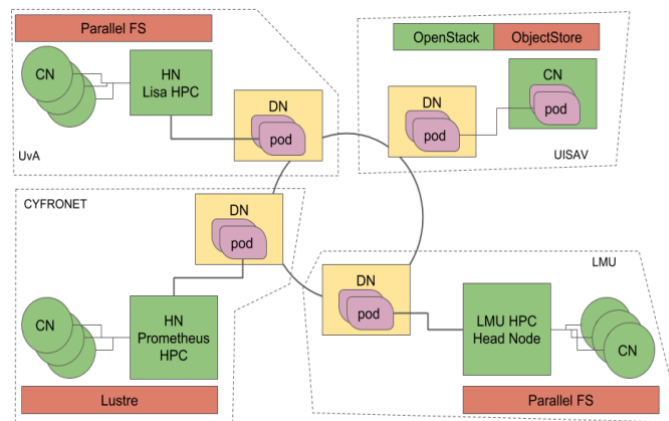 Parallel FS
CN
HN
Lisa HPC
DN
pod
UvA
OpenStack
ObjectStore
CN
pod
DN
pod
UISAV
CYFRONET
DN
pod
CN
HN
Prometheus
HPC
Lustre
LMU
DN
pod
LMU HPC
Head Node
CN
Parallel FS